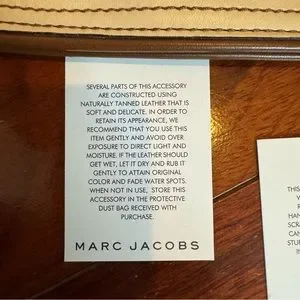 SEVERAL PARTS OF THIS ACCESSORY
ARE CONSTRUCTED USING
NATURALLY TANNED LEATHER THAT IS
SOFT AND DELICATE. IN ORDER TO
RETAIN ITS APPEARANCE, WE
RECOMMEND THAT YOU USE THIS
ITEM GENTLY AND AVOID OVER
EXPOSURE TO DIRECT LIGHT AND
MOISTURE. IF THE LEATHER SHOULD
GET WET, LET IT DRY AND RUB IT
GENTLY TO ATTAIN ORIGINAL
COLOR AND FADE WATER SPOTS.
WHEN NOT IN USE, STORE THIS
ACCESSORY IN THE PROTECTIVE
DUST BAG RECEIVED WITH
PURCHASE.
MARC JACOBS
THIS
Y
R
HAN
SCRA
CAN
STU